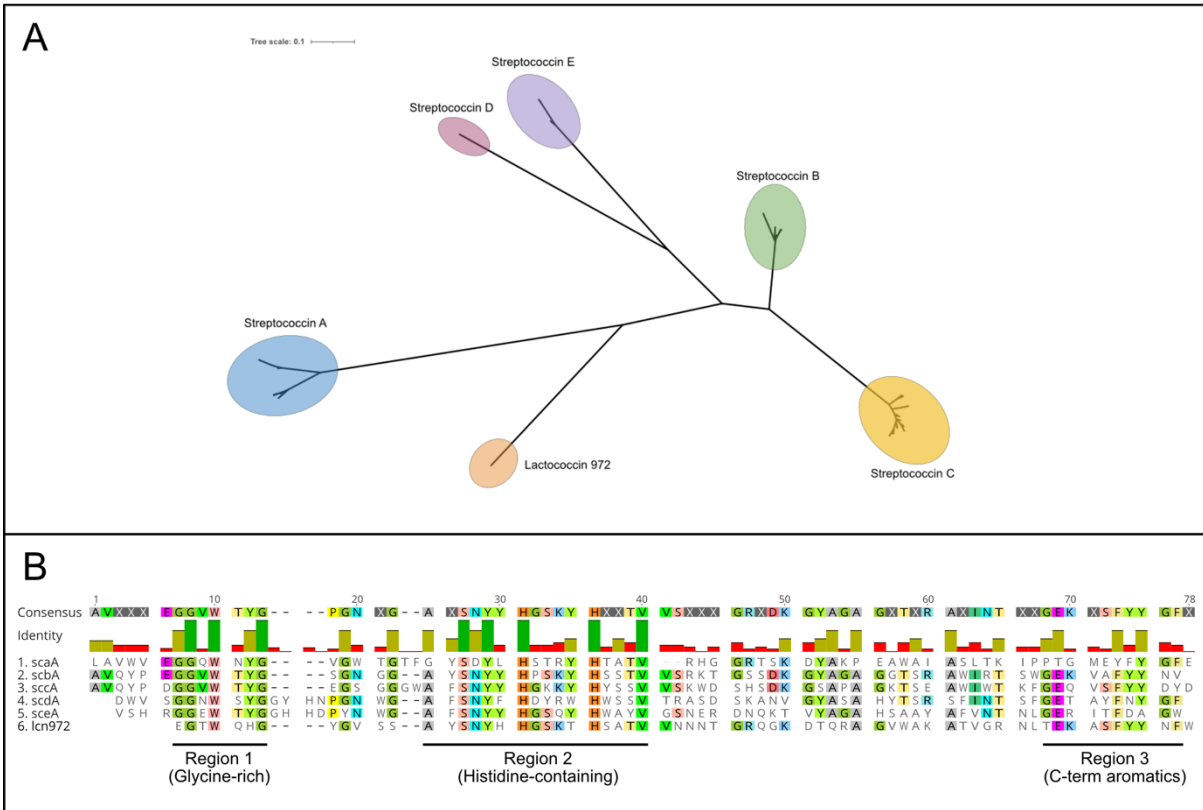 A
Tree scale: 0.1
Streptococcin E
Streptococcin D
Streptococcin B
Streptococcin A
Lactococcin 972
Streptococcin C
B
1 10 20 30 40 50 60 70 78
Consensus A V X X X E G G V W T Y G - - - - P G N X G - - A X S N Y Y H G S K Y H X X T V V S X X X G R X D K G Y A G A G X T X R A X I N T X X G E K X S F Y Y G F X
Identity
1. scaA L A V W V E G G Q W N Y G - - - V G W T G T F G Y S D Y L H S T R Y H T A T V - - R H G G R T S K D Y A K P E A W A I A S L T K I P P T G M E Y F Y G F E
2. scbA A V Q Y P E G G V W T Y G - - - S G N G G - - A Y S N Y Y H P S K Y H S S T V V S R K T G S S D K G Y A G A G G T S R A W I R T S W G E K V A F Y Y N V
3. sccA A V Q Y P D G G V W T Y G - - - E G S G G G W A F S N Y Y H G K K Y H Y S S V V S K W D S H S D K G S A P A G K T S E A W I K T K F G E Q V S F Y Y D Y D
4. scdA D W V S G G N W Y G Y H N P G N W G - - A F S N Y F H D Y R W H W S S V T R A S D S K A N V G Y A S A H Y T S R S F I N T A Y F N Y
5. sceA V S H R G G E W T Y G G H H D P Y N W G - - A F S N Y Y H G S Q Y H W A Y V G S N E R D N Q K T V Y A G A H S A A Y A F V N T N L G E R I T F D A G W
6. lcn972 E G T W Q H G - - - Y G V S S - - A Y S N Y H H G S K T H S A T V V N N N T G R Q G K D T Q R A G V W A K A T G R T E K A S F Y Y N F W
Region 1 Region 2 Region 3
(Glycine-rich) (Histidine-containing) (C-term aromatics)